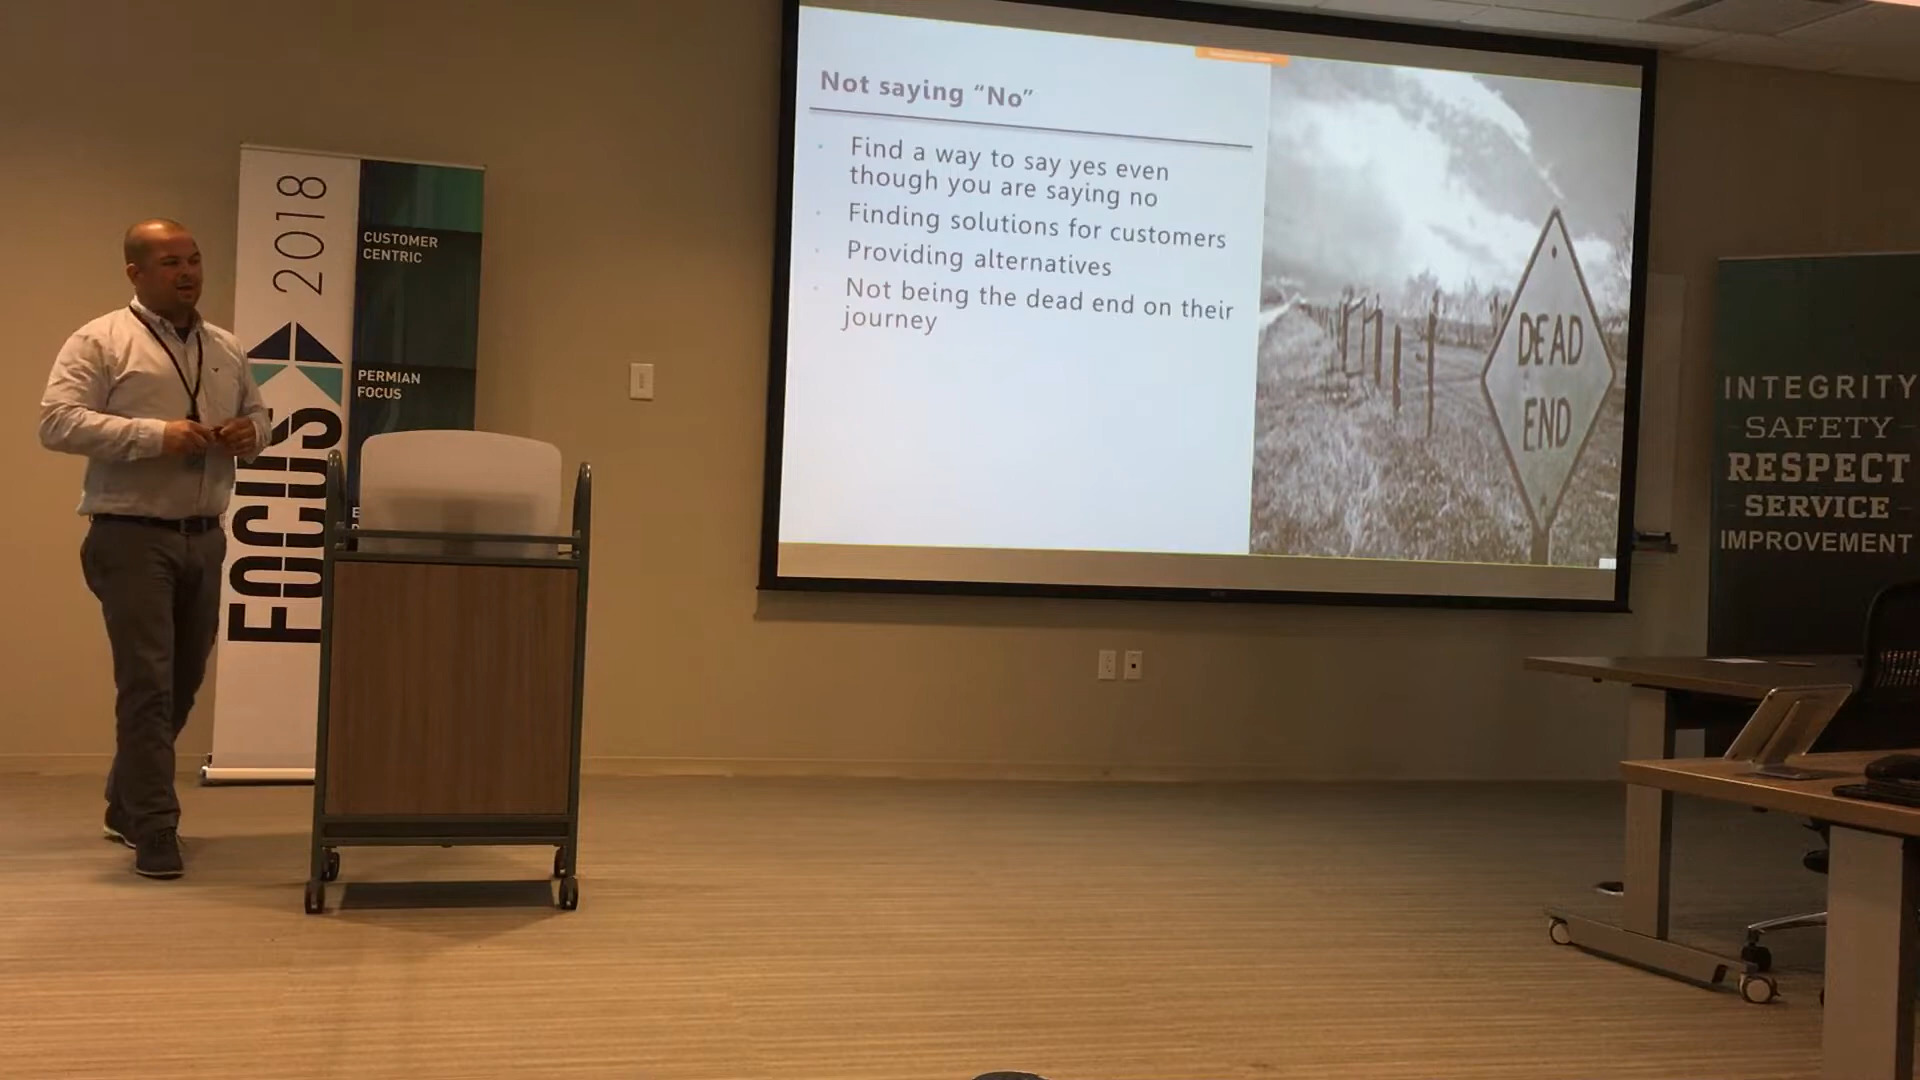 FOCUS 2018
CUSTOMER
CENTRIC
PERMIAN
FOCUS
Not saying “No”
Find a way to say yes even
though you are saying no
Finding solutions for customers
Providing alternatives
Not being the dead end on their
journey
DEAD
END
INTEGRITY
SAFETY
RESPECT
SERVICE
IMPROVEMENT